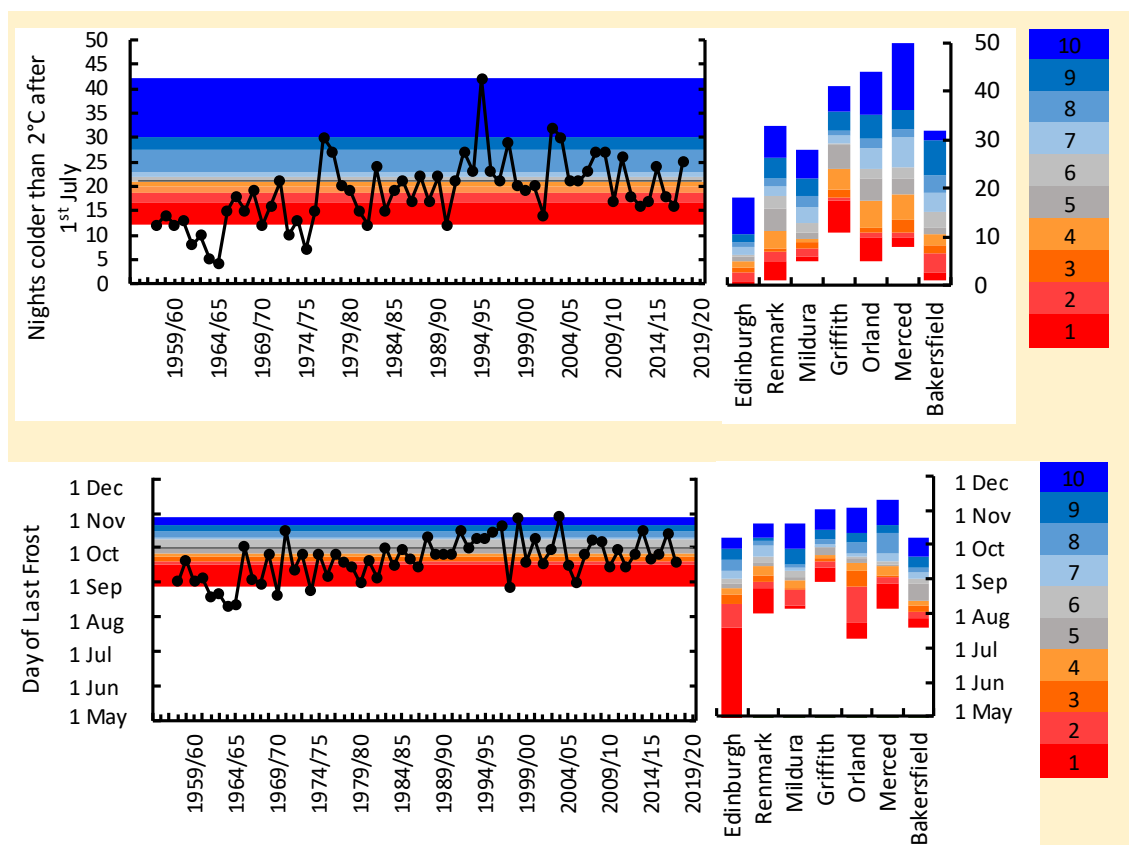 Nights colder than 2°C after
1st July
50
45
40
35
30
25
20
15
10
5
0
1959/60
1964/65
1969/70
1974/75
1979/80
1984/85
1989/90
1994/95
1999/00
2004/05
2009/10
2014/15
2019/20
50
40
30
20
10
0
Edinburgh
Renmark
Mildura
Griffith
Orland
Merced
Bakersfield
10
9
8
7
6
5
4
3
2
1
Day of Last Frost
1 Dec
1 Nov
1 Oct
1 Sep
1 Aug
1 Jul
1 Jun
1 May
1959/60
1964/65
1969/70
1974/75
1979/80
1984/85
1989/90
1994/95
1999/00
2004/05
2009/10
2014/15
2019/20
1 Dec
1 Nov
1 Oct
1 Sep
1 Aug
1 Jul
1 Jun
1 May
Edinburgh
Renmark
Mildura
Griffith
Orland
Merced
Bakersfield
10
9
8
7
6
5
4
3
2
1